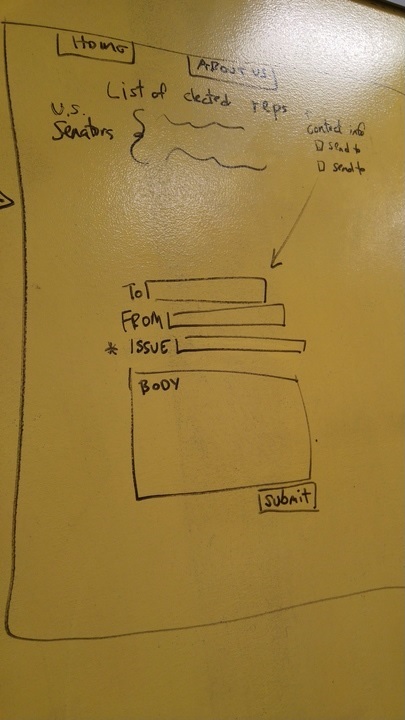 Home
ABOUT US
List of elected reps.
U.S.
Senators
contact info
send to
send to
To
FROM
* ISSUE
BODY
Submit